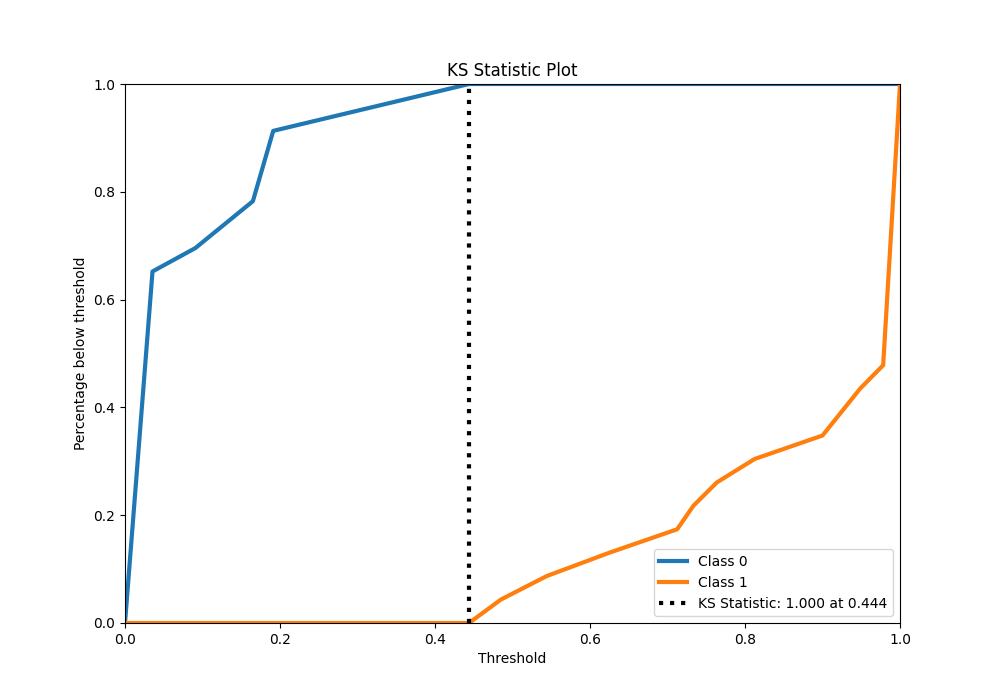 KS Statistic Plot
1.0
0.8
0.6
0.4
0.2
0.0
Percentage below threshold
0.0 0.2 0.4 0.6 0.8 1.0
Threshold
Class 0
Class 1
KS Statistic: 1.000 at 0.444